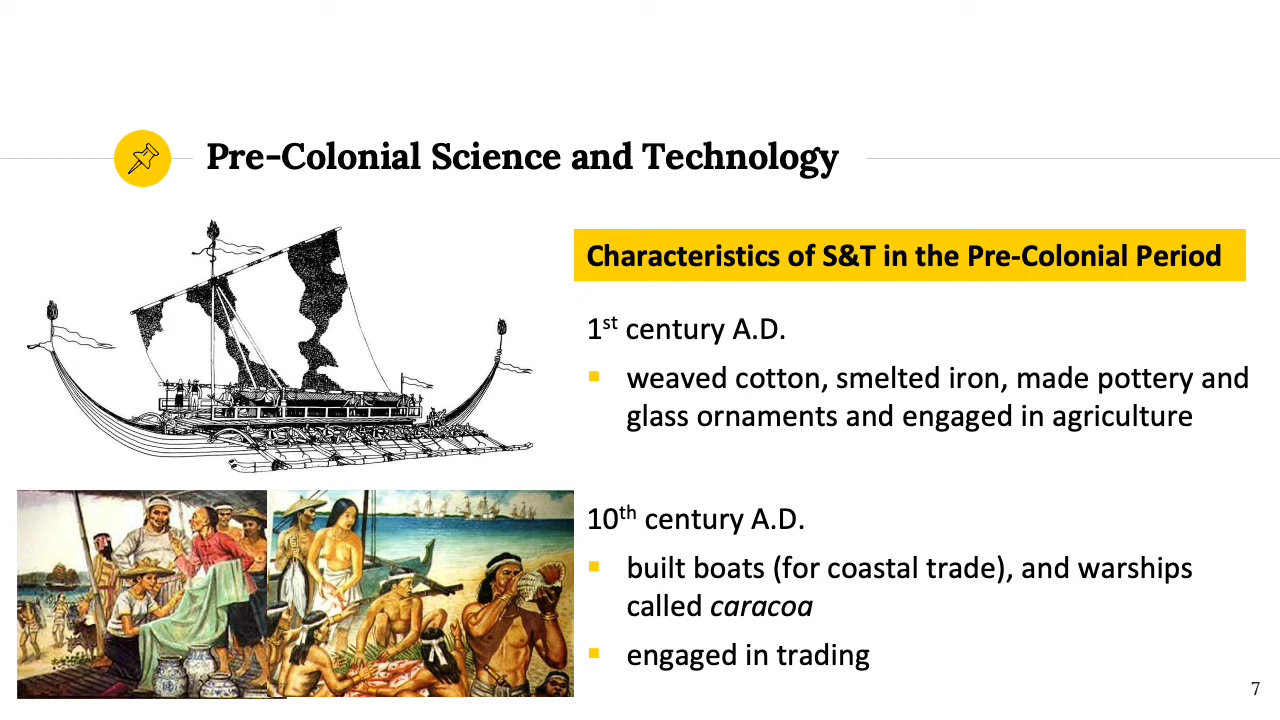 Pre-Colonial Science and Technology
Characteristics of S&T in the Pre-Colonial Period
1st century A.D.
weaved cotton, smelted iron, made pottery and
glass ornaments and engaged in agriculture
10th century A.D.
built boats (for coastal trade), and warships
called caracoa
engaged in trading
7